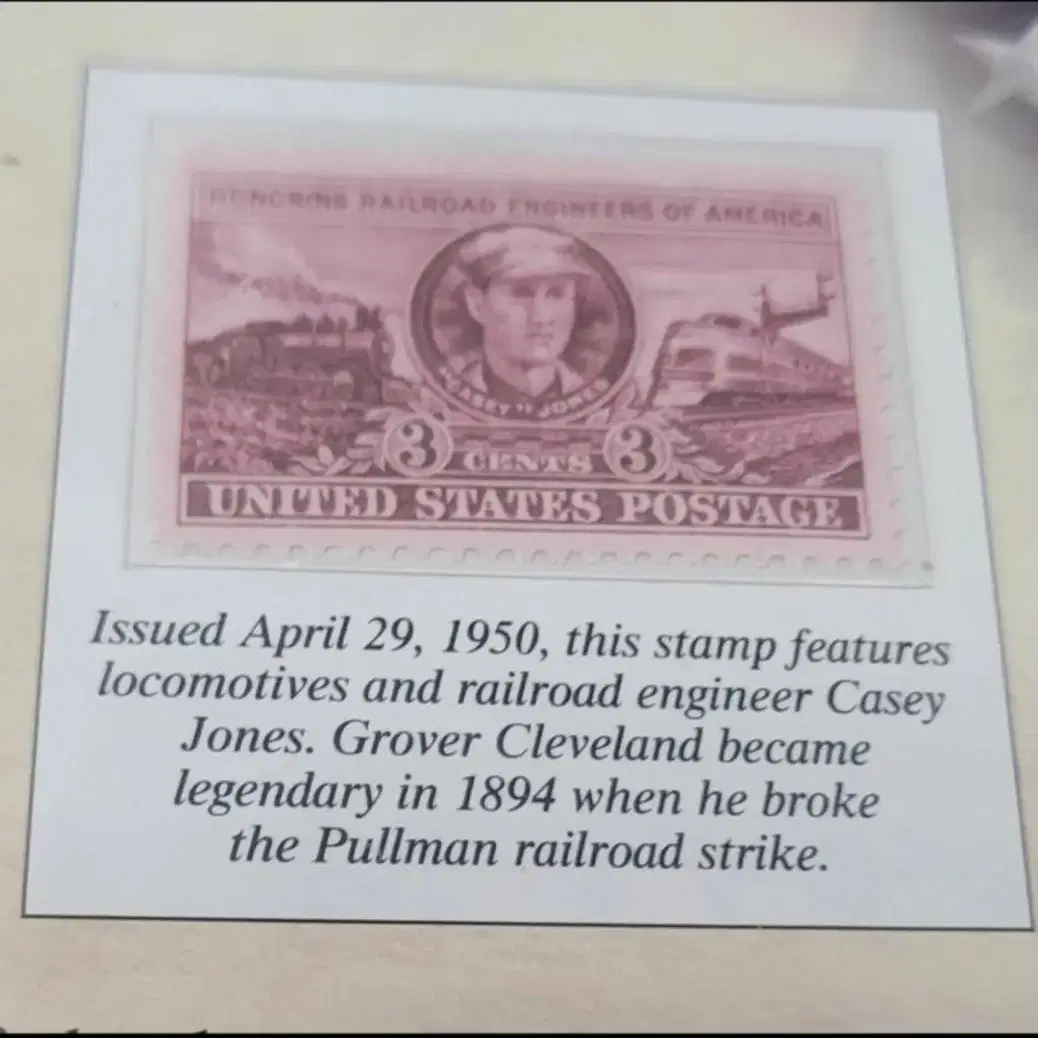 HONORING RAILROAD ENGINEERS OF AMERICA
"CASEY" JONES
3 CENTS 3
UNITED STATES POSTAGE
Issued April 29, 1950, this stamp features
locomotives and railroad engineer Casey
Jones. Grover Cleveland became
legendary in 1894 when he broke
the Pullman railroad strike.